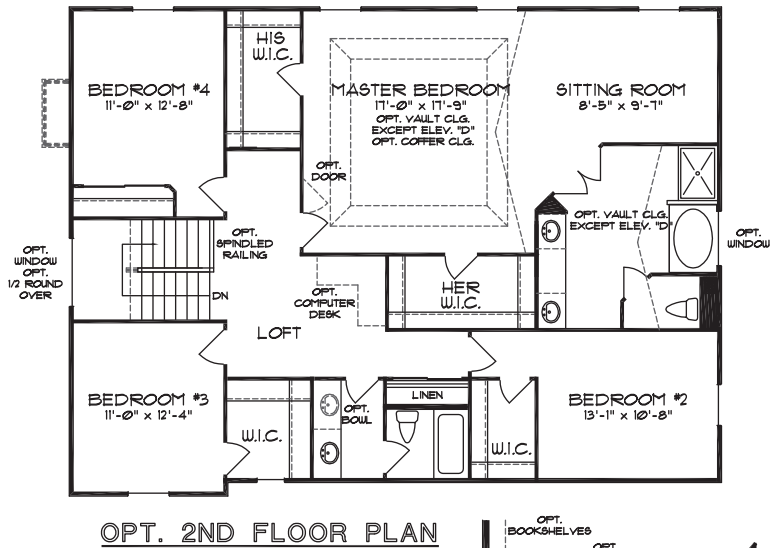 HIS
W.I.C.
BEDROOM #4
11'-0" x 12'-8"
MASTER BEDROOM
17'-0" x 17'-9"
OPT. VAULT CLG.
EXCEPT ELEV. "D"
OPT. COFFER CLG.
SITTING ROOM
8'-5" x 9'-7"
OPT.
DOOR
OPT.
SPINDLED
RAILING
OPT. VAULT CLG.
EXCEPT ELEV. "D"
OPT.
WINDOW
OPT.
WINDOW
OPT.
1/2 ROUND
OVER
DN
OPT.
COMPUTER
DESK
HER
W.I.C.
LOFT
BEDROOM #3
11'-0" x 12'-4"
LINEN
OPT.
BOWL
BEDROOM #2
13'-1" x 10'-8"
W.I.C.
W.I.C.
OPT. 2ND FLOOR PLAN
OPT.
BOOKSHELVES
OPT.